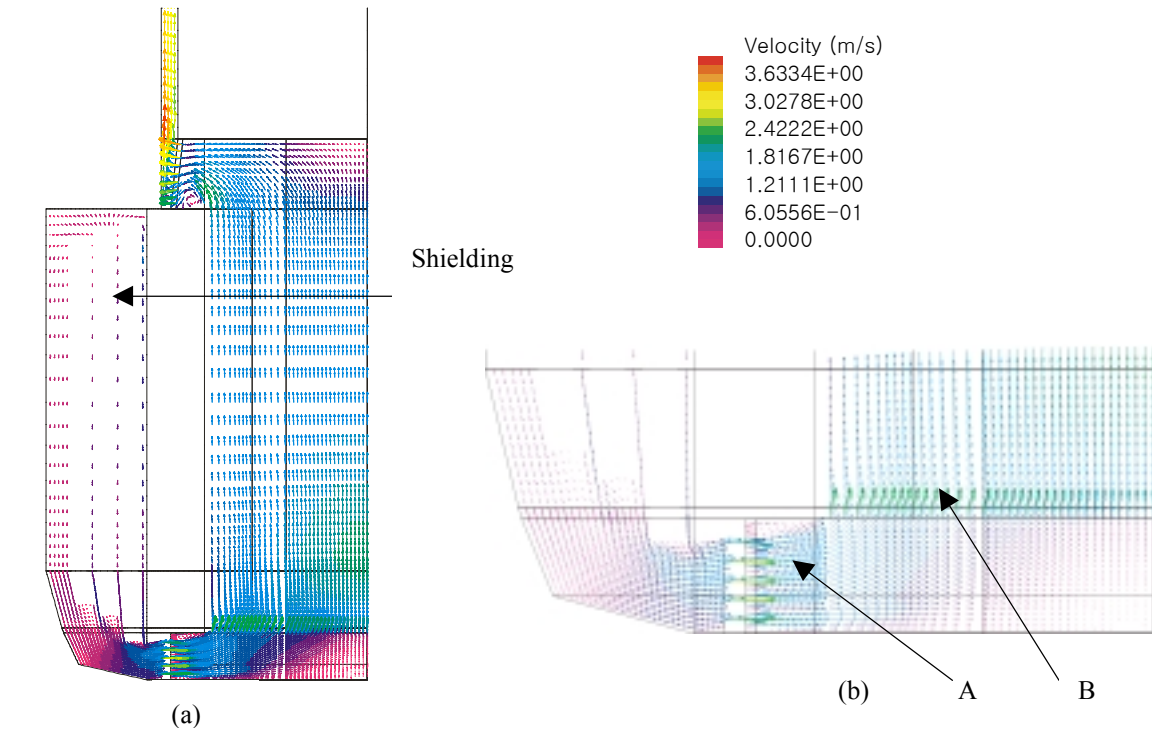 Velocity (m/s)
3.6334E+00
3.0278E+00
2.4222E+00
1.8167E+00
1.2111E+00
6.0556E-01
0.0000
Shielding
(a)
(b)
A
B